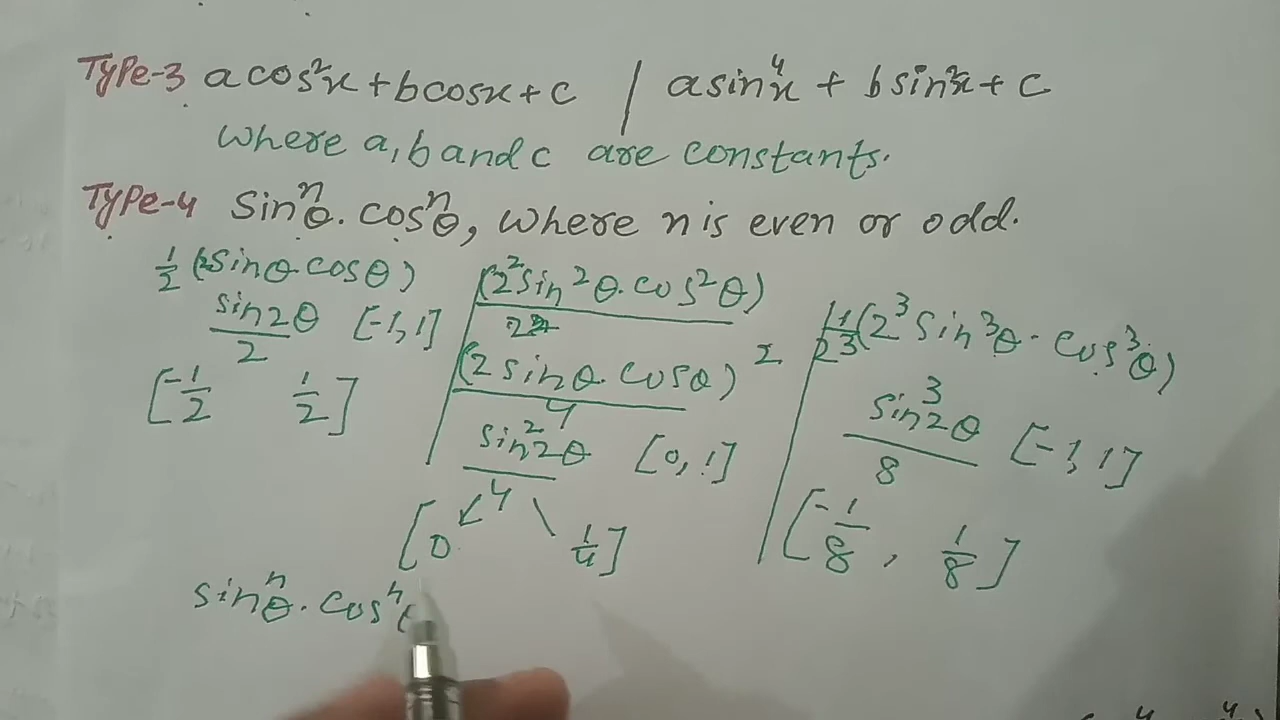 Type-3 acos²x+bcosx+c | asin⁴x + bsin²x+c
where a,b and c are constants.
Type-4 Sinⁿθ.cosⁿθ, where n is even or odd.
1/2 (2sinθ.cosθ)
sin2θ/2 [-1,1]
[-1/2 1/2]
(2²sin²θ.cos²θ)/2²
(2sinθ.cosθ)²/4
sin²2θ/4 [0,1]
[0 1/4]
1/2³(2³sin³θ.cos³θ)
sin³2θ/8 [-1,1]
[-1/8, 1/8]
sinⁿθ.cosⁿ